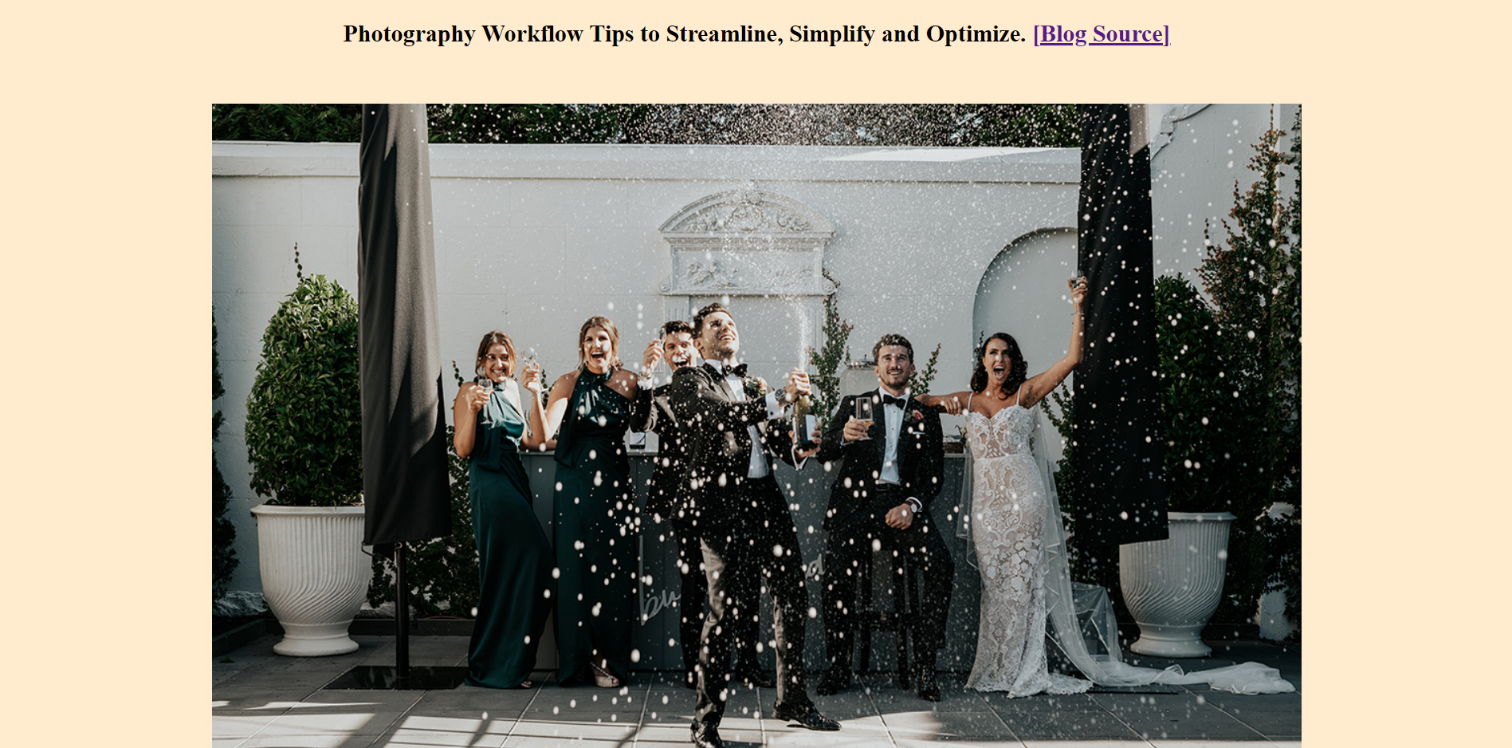 Photography Workflow Tips to Streamline, Simplify and Optimize. [Blog Source]